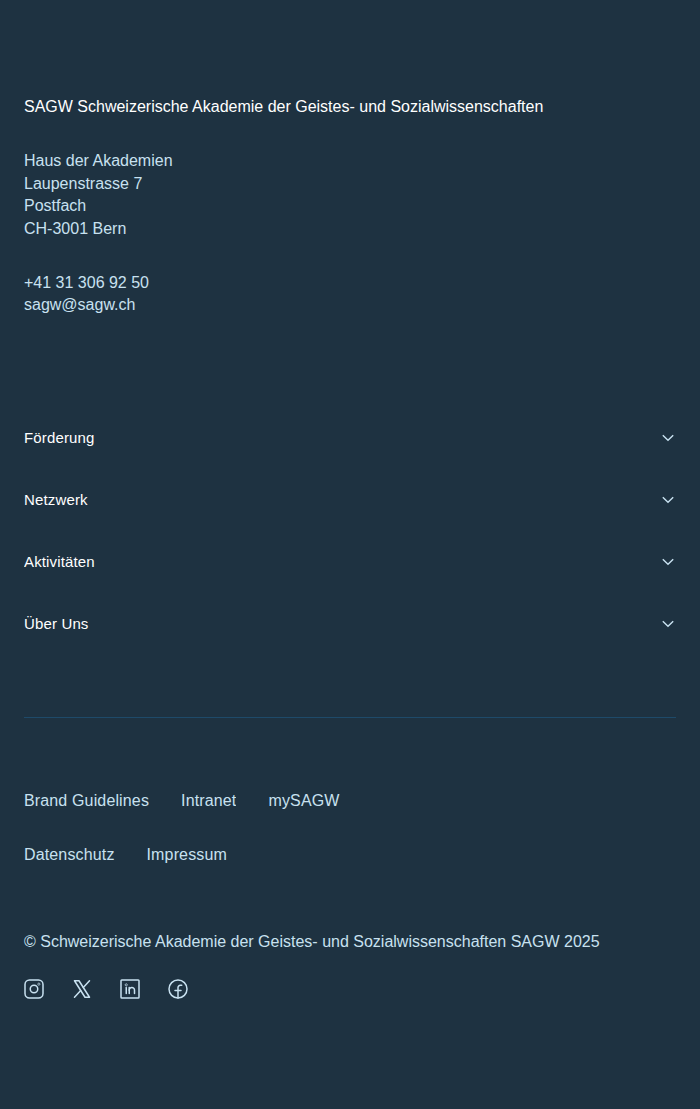 SAGW Schweizerische Akademie der Geistes- und Sozialwissenschaften
Haus der Akademien
Laupenstrasse 7
Postfach
CH-3001 Bern
+41 31 306 92 50
sagw@sagw.ch
Förderung
Netzwerk
Aktivitäten
Über Uns
Brand Guidelines Intranet mySAGW
Datenschutz Impressum
© Schweizerische Akademie der Geistes- und Sozialwissenschaften SAGW 2025